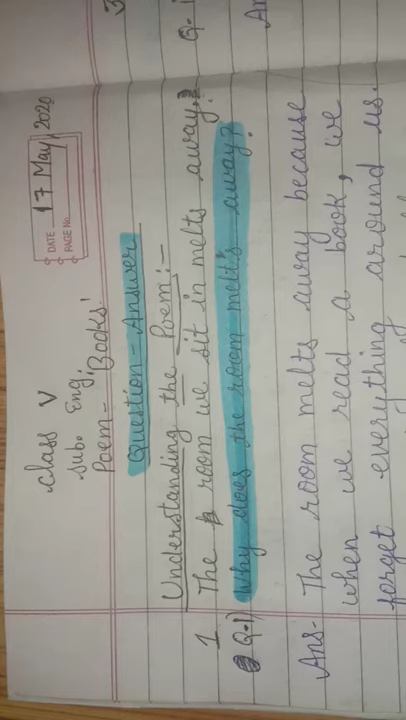 DATE 17 May 2020
PAGE No.
Class V
Sub. Eng.
Poem - 'Books'
Question - Answer
Understanding the Poem:-
1 The room we sit in melts away.
Q-1) Why does the room melts away?
Ans- The room melts away because
when we read a book, we
forget everything around us.
Q-1